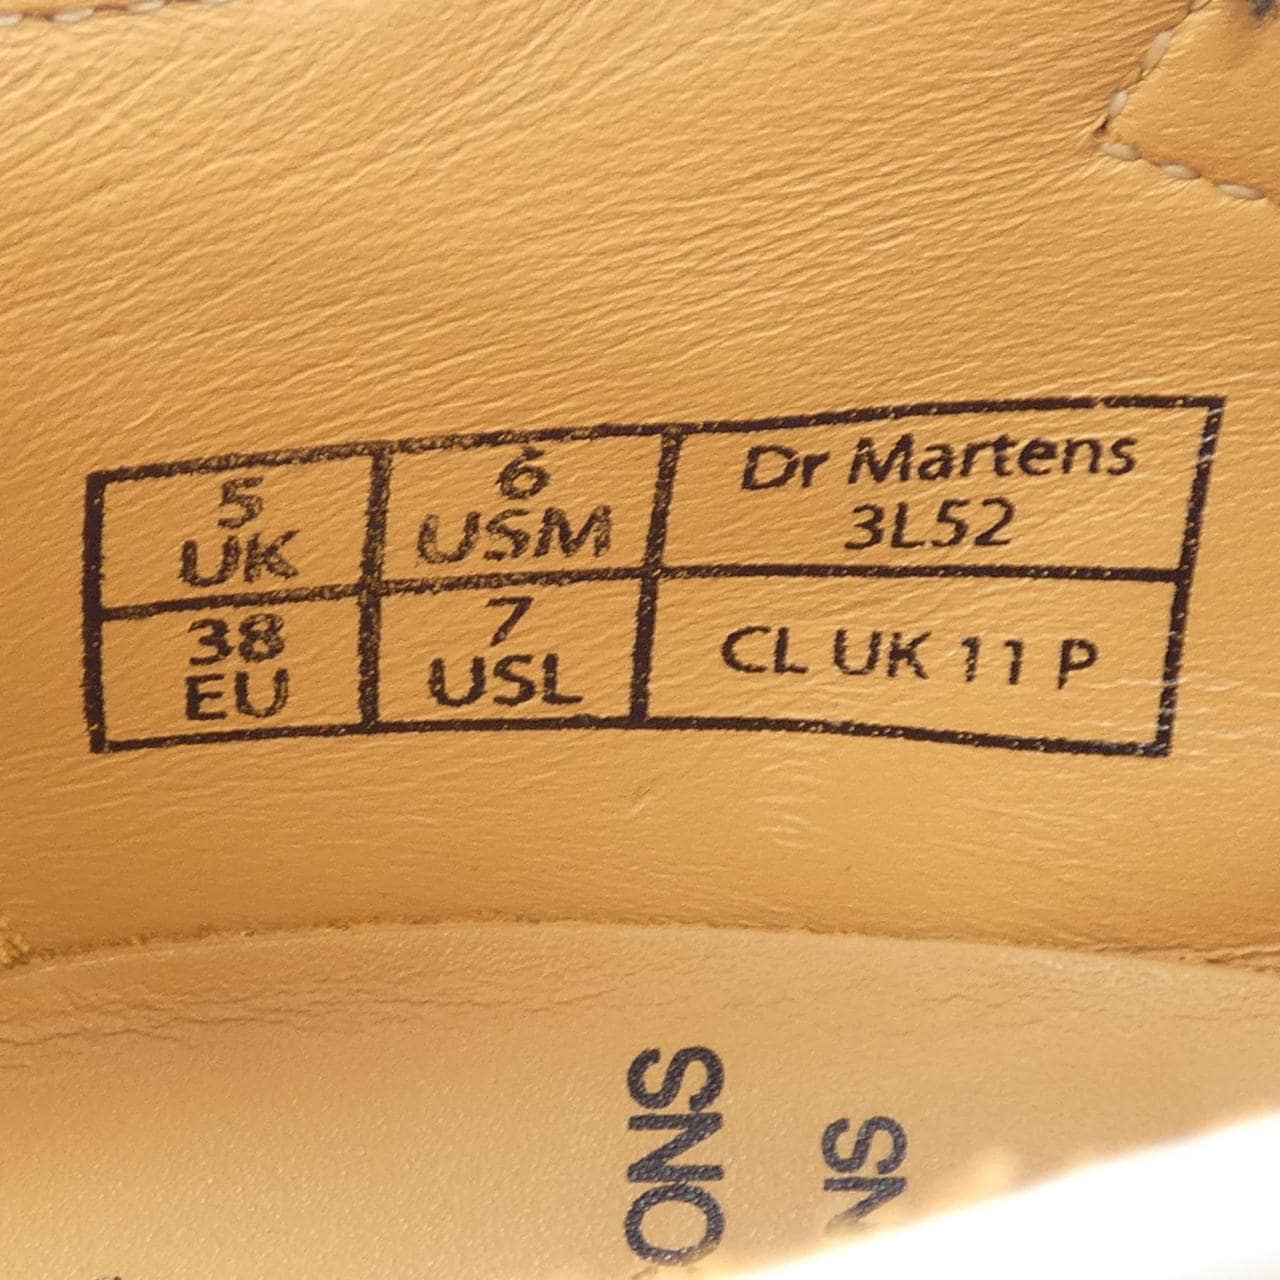 5
UK
6
USM
Dr Martens
3L52
38
EU
7
USL
CL UK 11 P